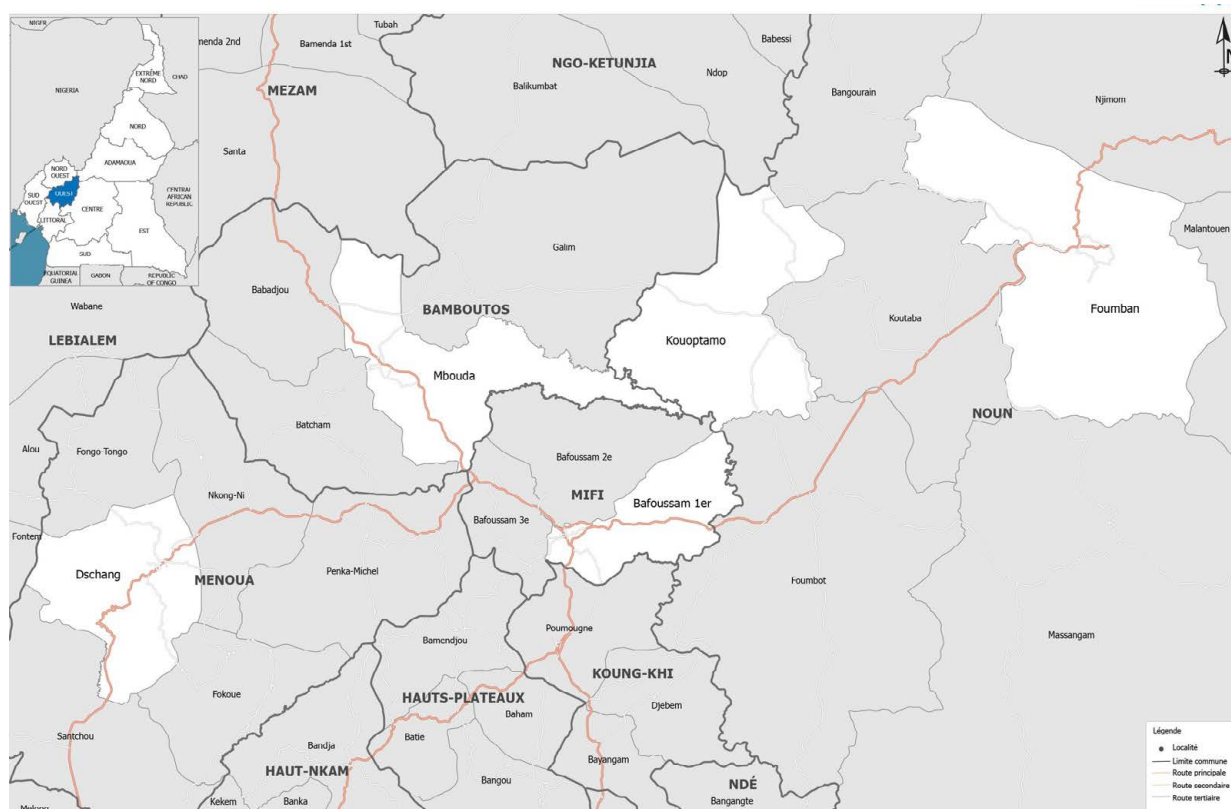 NIGERIA
CHAD
EXTRÊME
NORD
NIGERIA
NORD
ADAMAOUA
NORD
OUEST
SUD
OUEST
OUEST
CENTRAL
AFRICAN
REPUBLIC
LITTORAL
CENTRE
EST
SUD
EQUATORIAL
GUINEA
GABON
REPUBLIC
OF CONGO
menda 2nd
Tubah
Bamenda 1st
Babessi
NGO-KETUNJIA
Ndop
Balikumbat
MEZAM
Bangourain
Njimom
N
Santa
Malantouen
Galim
Babadjou
Wabane
BAMBOUTOS
Koutaba
Foumban
LEBIALEM
Kouoptamo
Mbouda
NOUN
Batcham
Alou
Fongo Tongo
Bafoussam 2e
Nkong-Ni
MIFI
Bafoussam 1er
Bafoussam 3e
Fontem
Dschang
MENOUA
Penka-Michel
Foumbot
Poumougne
Massangam
Bamendjou
KOUNG-KHI
Fokoue
HAUTS-PLATEAUX
Djebem
Baham
Santchou
Batie
Bandja
HAUT-NKAM
Bayangam
Bangou
NDÉ
Kekem
Banka
Bangangte
Melong
Légende
Localité
Limite commune
Route principale
Route secondaire
Route tertiaire